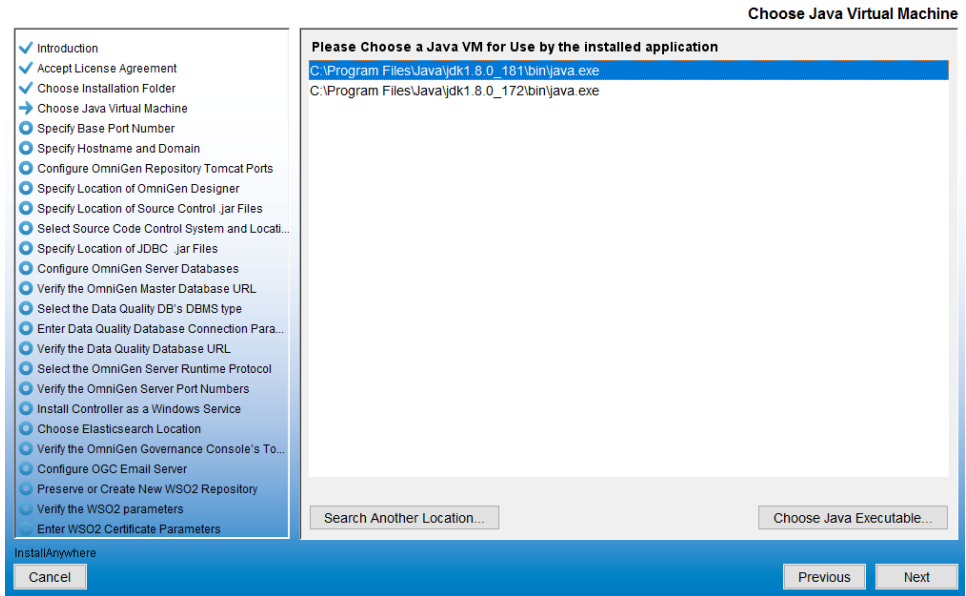 Choose Java Virtual Machine
Introduction
Accept License Agreement
Choose Installation Folder
Choose Java Virtual Machine
Specify Base Port Number
Specify Hostname and Domain
Configure OmniGen Repository Tomcat Ports
Specify Location of OmniGen Designer
Specify Location of Source Control .jar Files
Select Source Code Control System and Locati...
Specify Location of JDBC .jar Files
Configure OmniGen Server Databases
Verify the OmniGen Master Database URL
Select the Data Quality DB's DBMS type
Enter Data Quality Database Connection Para...
Verify the Data Quality Database URL
Select the OmniGen Server Runtime Protocol
Verify the OmniGen Server Port Numbers
Install Controller as a Windows Service
Choose Elasticsearch Location
Verify the OmniGen Governance Console's To...
Configure OGC Email Server
Preserve or Create New WSO2 Repository
Verify the WSO2 parameters
Enter WSO2 Certificate Parameters
Please Choose a Java VM for Use by the installed application
C:\Program Files\Java\jdk1.8.0_181\bin\java.exe
C:\Program Files\Java\jdk1.8.0_172\bin\java.exe
Search Another Location...
Choose Java Executable...
InstallAnywhere
Cancel
Previous
Next